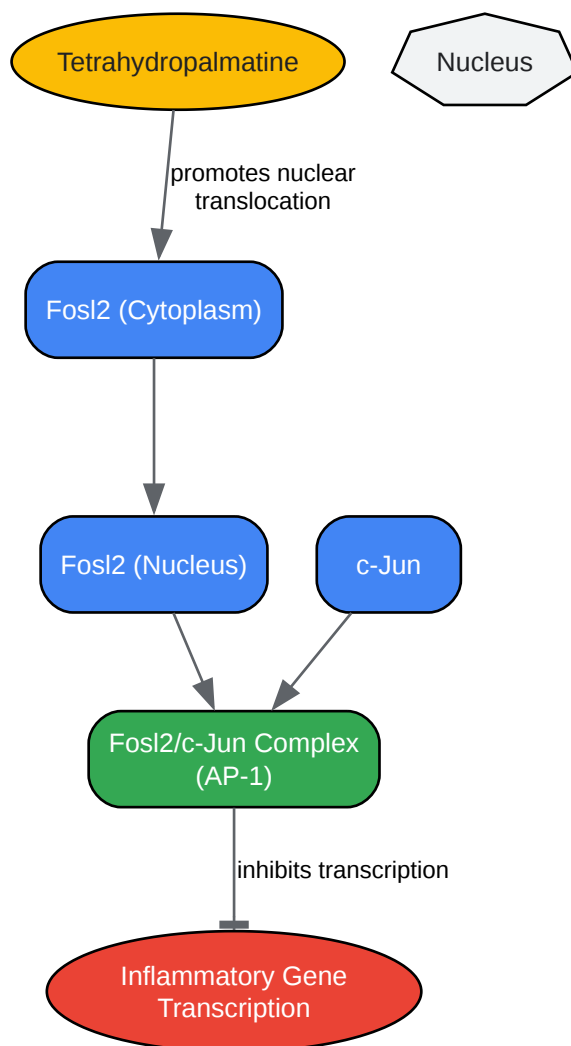 Tetrahydropalmatine
Nucleus
promotes nuclear
translocation
Fosl2 (Cytoplasm)
Fosl2 (Nucleus)
c-Jun
Fosl2/c-Jun Complex
(AP-1)
inhibits transcription
Inflammatory Gene
Transcription